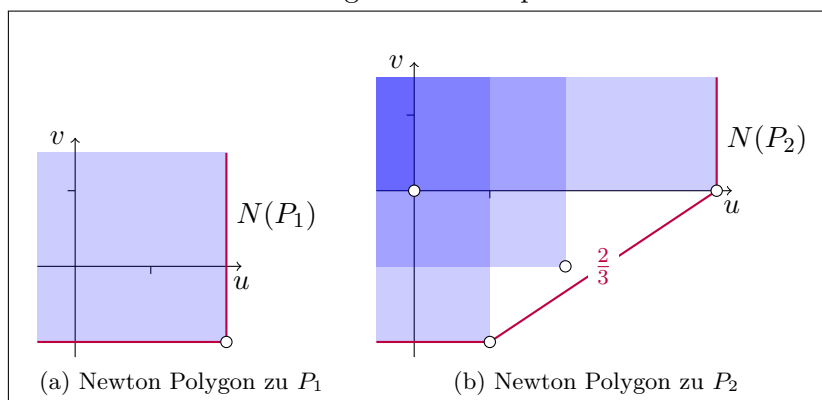 v
u
N(P₁)
(a) Newton Polygon zu P₁
v
u
N(P₂)
2/3
(b) Newton Polygon zu P₂